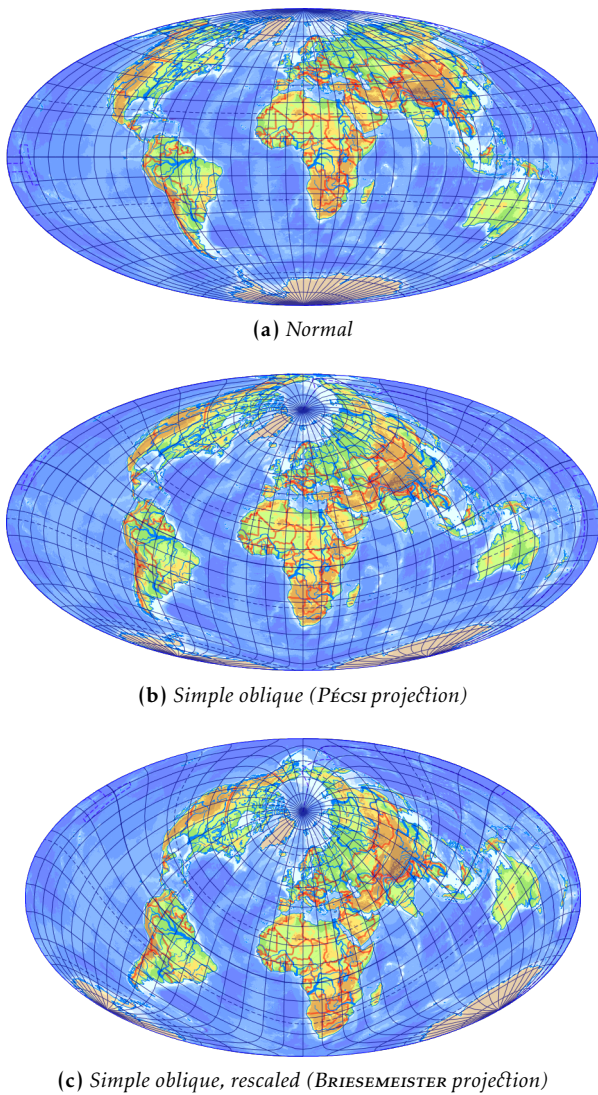 (a) Normal
(b) Simple oblique (PÉCSI projection)
(c) Simple oblique, rescaled (BRIESEMEISTER projection)